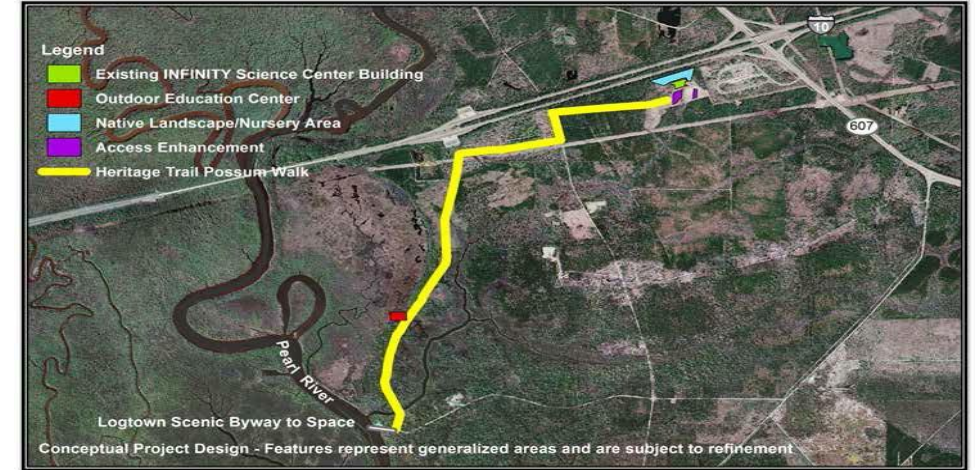 10
Legend
Existing INFINITY Science Center Building
Outdoor Education Center
Native Landscape/Nursery Area
Access Enhancement
Heritage Trail Possum Walk
607
Pearl River
Logtown Scenic Byway to Space
Conceptual Project Design - Features represent generalized areas and are subject to refinement